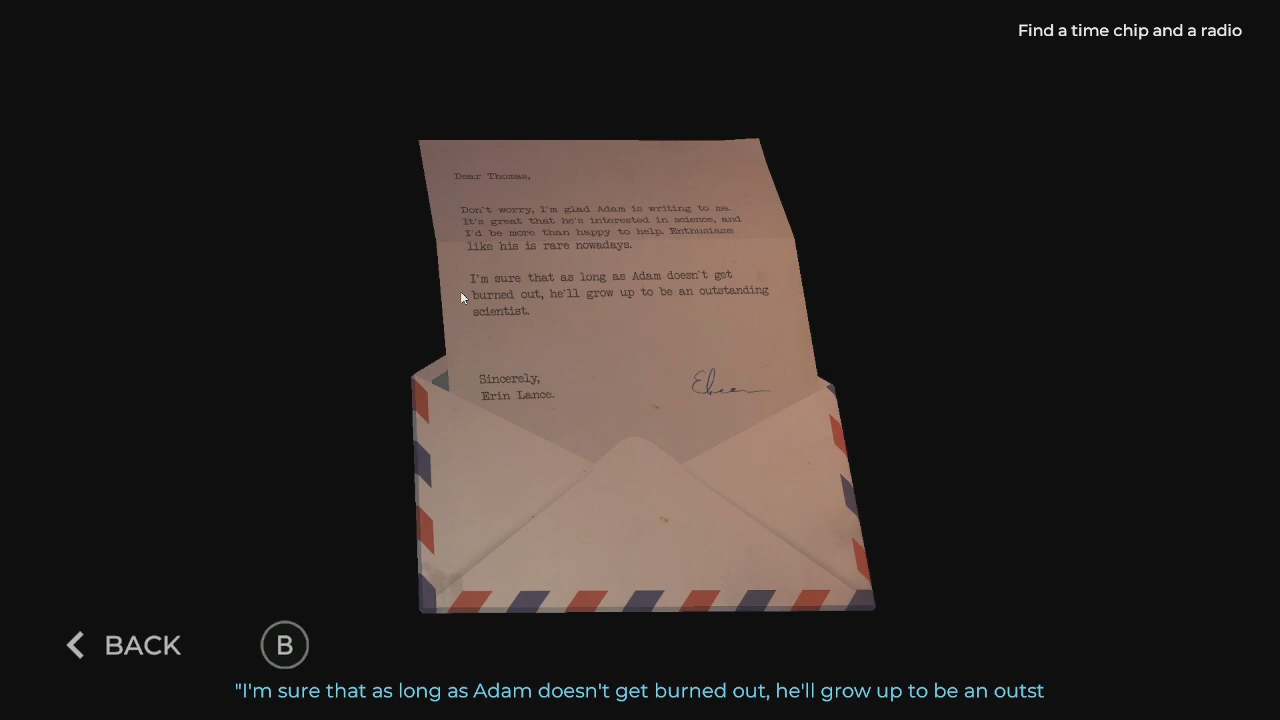 Find a time chip and a radio
Dear Thomas,
Don't worry, I'm glad Adam is writing to me.
It's great that he's interested in science, and
I'd be more than happy to help. Enthusiasm
like his is rare nowadays.
I'm sure that as long as Adam doesn't get
burned out, he'll grow up to be an outstanding
scientist.
Sincerely,
Erin Lance.
BACK
B
"I'm sure that as long as Adam doesn't get burned out, he'll grow up to be an outst